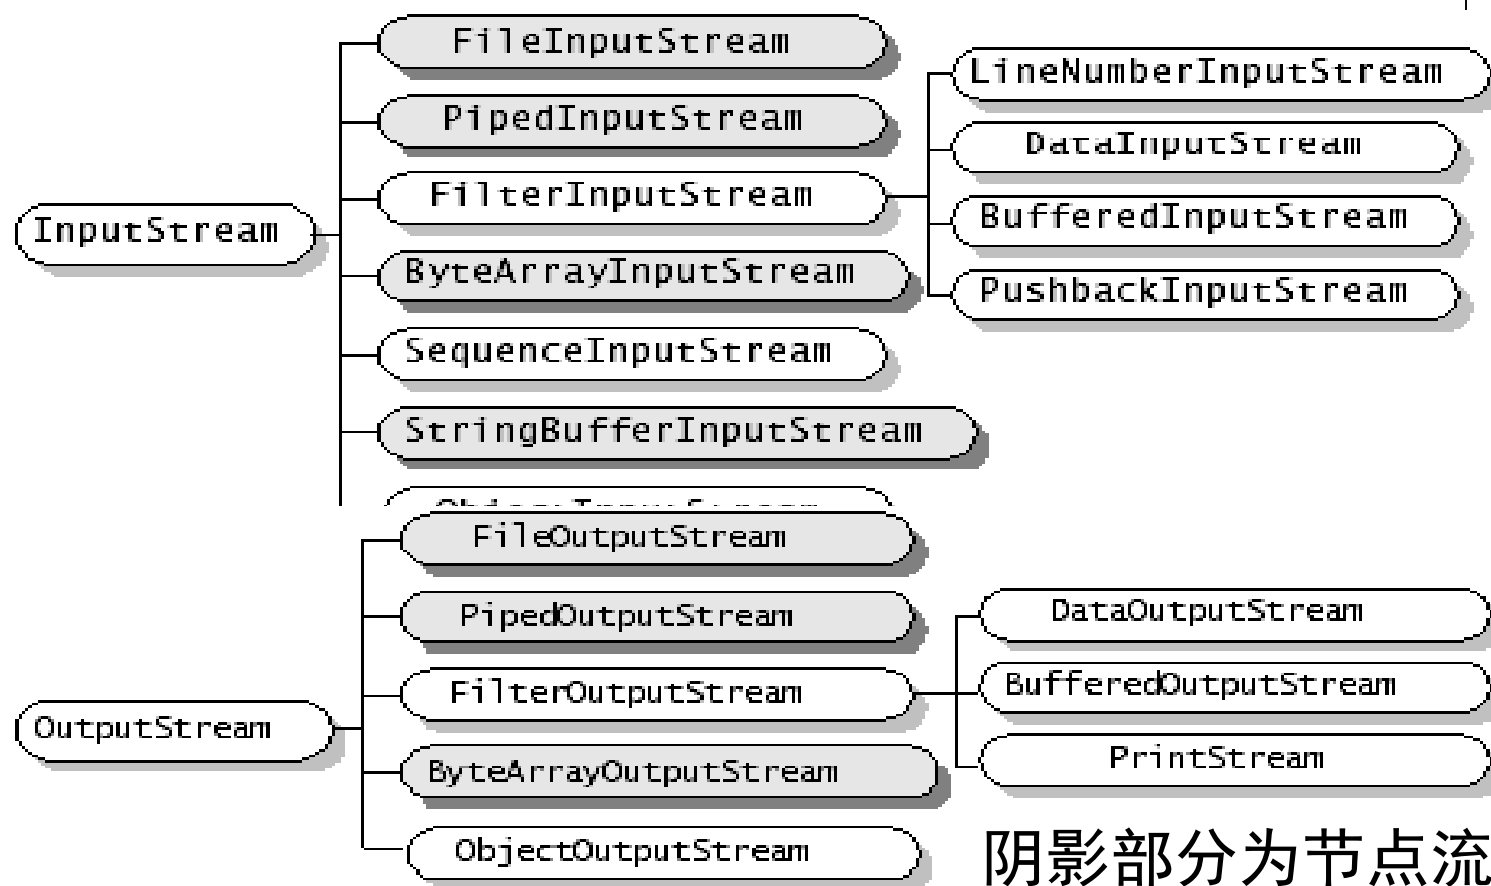 FileInputStream
PipedInputStream
FilterInputStream
InputStream
ByteArrayInputStream
SequenceInputStream
StringBufferInputStream
ObjectInputStream
LineNumberInputStream
DataInputStream
BufferedInputStream
PushbackInputStream
FileOutputStream
PipedOutputStream
FilterOutputStream
OutputStream
ByteArrayOutputStream
ObjectOutputStream
DataOutputStream
BufferedOutputStream
PrintStream
阴影部分为节点流